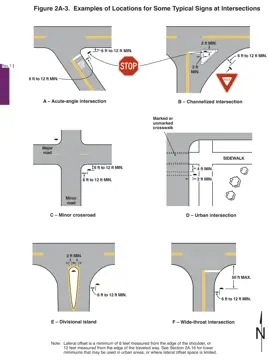 Figure 2A-3. Examples of Locations for Some Typical Signs at Intersections
6 ft to 12 ft MIN.
STOP
6 ft to 12 ft MIN.
A – Acute-angle intersection
2 ft MIN.
6 ft to 12 ft MIN.
2 ft
MIN.
B – Channelized intersection
Major
road
6 ft to 12 ft MIN.
6 ft to 12 ft MIN.
Minor
road
C – Minor crossroad
Marked or
unmarked
crosswalk
SIDEWALK
4 ft MIN.
2 ft MIN.
D – Urban intersection
2 ft MIN.
6 ft to 12 ft MIN.
E – Divisional island
50 ft MAX.
6 ft to 12 ft MIN.
F – Wide-throat intersection
N
Note: Lateral offset is a minimum of 6 feet measured from the edge of the shoulder, or
12 feet measured from the edge of the traveled way. See Section 2A.19 for lower
minimums that may be used in urban areas, or where lateral offset space is limited.